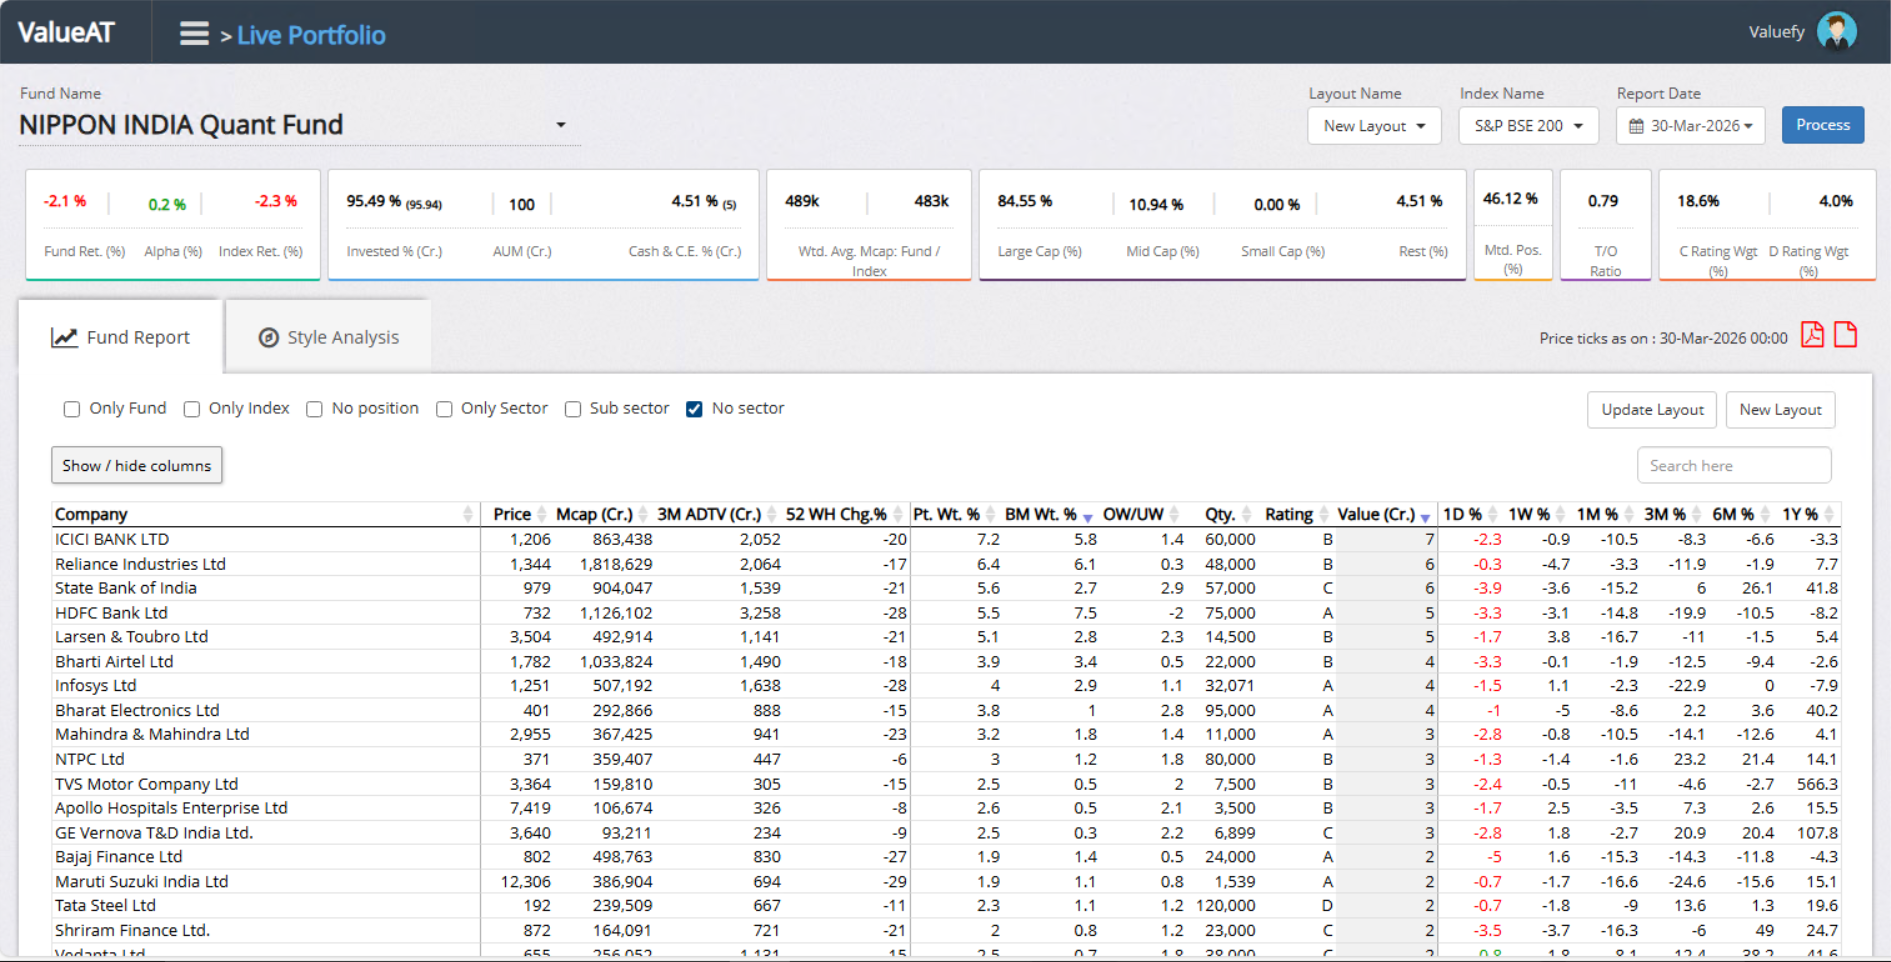 ValueAT
> Live Portfolio
Valuefy
Fund Name
NIPPON INDIA Quant Fund
Layout Name
New Layout
Index Name
S&P BSE 200
Report Date
30-Mar-2026
Process
-2.1 % 0.2 % -2.3 %
Fund Ret. (%) Alpha (%) Index Ret. (%)
95.49 % (95.94) 100 4.51 % (5)
Invested % (Cr.) AUM (Cr.) Cash & C.E. % (Cr.)
489k 483k
Wtd. Avg. Mcap: Fund /
Index
84.55 % 10.94 % 0.00 % 4.51 %
Large Cap (%) Mid Cap (%) Small Cap (%) Rest (%)
46.12 %
Mtd. Pos.
(%)
0.79
T/O
Ratio
18.6% 4.0%
C Rating Wgt (%) D Rating Wgt (%)
Fund Report
Style Analysis
Price ticks as on : 30-Mar-2026 00:00
Only Fund Only Index No position Only Sector Sub sector No sector
Update Layout New Layout
Show / hide columns
Search here
Company Price Mcap (Cr.) 3M ADTV (Cr.) 52 WH Chg.% Pt. Wt. % BM Wt. % OW/UW Qty. Rating Value (Cr.) 1D % 1W % 1M % 3M % 6M % 1Y %
ICICI BANK LTD 1,206 863,438 2,052 -20 7.2 5.8 1.4 60,000 B 7 -2.3 -0.9 -10.5 -8.3 -6.6 -3.3
Reliance Industries Ltd 1,344 1,818,629 2,064 -17 6.4 6.1 0.3 48,000 B 6 -0.3 -4.7 -3.3 -11.9 -1.9 7.7
State Bank of India 979 904,047 1,539 -21 5.6 2.7 2.9 57,000 C 6 -3.9 -3.6 -15.2 6 26.1 41.8
HDFC Bank Ltd 732 1,126,102 3,258 -28 5.5 7.5 -2 75,000 A 5 -3.3 -3.1 -14.8 -19.9 -10.5 -8.2
Larsen & Toubro Ltd 3,504 492,914 1,141 -21 5.1 2.8 2.3 14,500 B 5 -1.7 3.8 -16.7 -11 -1.5 5.4
Bharti Airtel Ltd 1,782 1,033,824 1,490 -18 3.9 3.4 0.5 22,000 B 4 -3.3 -0.1 -1.9 -12.5 -9.4 -2.6
Infosys Ltd 1,251 507,192 1,638 -28 4 2.9 1.1 32,071 A 4 -1.5 1.1 -2.3 -22.9 0 -7.9
Bharat Electronics Ltd 401 292,866 888 -15 3.8 1 2.8 95,000 A 4 -1 -5 -8.6 2.2 3.6 40.2
Mahindra & Mahindra Ltd 2,955 367,425 941 -23 3.2 1.8 1.4 11,000 A 3 -2.8 -0.8 -10.5 -14.1 -12.6 4.1
NTPC Ltd 371 359,407 447 -6 3 1.2 1.8 80,000 B 3 -1.3 -1.4 -1.6 23.2 21.4 14.1
TVS Motor Company Ltd 3,364 159,810 305 -15 2.5 0.5 2 7,500 B 3 -2.4 -0.5 -11 -4.6 -2.7 566.3
Apollo Hospitals Enterprise Ltd 7,419 106,674 326 -8 2.6 0.5 2.1 3,500 B 3 -1.7 2.5 -3.5 7.3 2.6 15.5
GE Vernova T&D India Ltd. 3,640 93,211 234 -9 2.5 0.3 2.2 6,899 C 3 -2.8 1.8 -2.7 20.9 20.4 107.8
Bajaj Finance Ltd 802 498,763 830 -27 1.9 1.4 0.5 24,000 A 2 -5 1.6 -15.3 -14.3 -11.8 -4.3
Maruti Suzuki India Ltd 12,306 386,904 694 -29 1.9 1.1 0.8 1,539 A 2 -0.7 -1.7 -16.6 -24.6 -15.6 15.1
Tata Steel Ltd 192 239,509 667 -11 2.3 1.1 1.2 120,000 D 2 -0.7 -1.8 -9 13.6 1.3 19.6
Shriram Finance Ltd. 872 164,091 721 -21 2 0.8 1.2 23,000 C 2 -3.5 -3.7 -16.3 -6 49 24.7
Vedanta Ltd